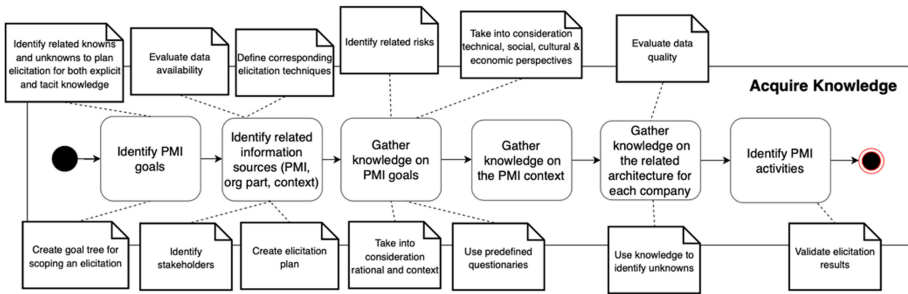 Identify related knowns
and unknowns to plan
elicitation for both explicit
and tacit knowledge
Evaluate data
availability
Define corresponding
elicitation techniques
Identify related risks
Take into consideration
technical, social, cultural &
economic perspectives
Evaluate data
quality
Acquire Knowledge
Identify PMI
goals
Identify related
information
sources (PMI,
org part, context)
Gather
knowledge on
PMI goals
Gather
knowledge on
the PMI context
Gather
knowledge on
the related
architecture for
each company
Identify PMI
activities
Create goal tree for
scoping an elicitation
Identify
stakeholders
Create elicitation
plan
Take into
consideration
rational and context
Use predefined
questionaries
Use knowledge to
identify unknowns
Validate elicitation
results